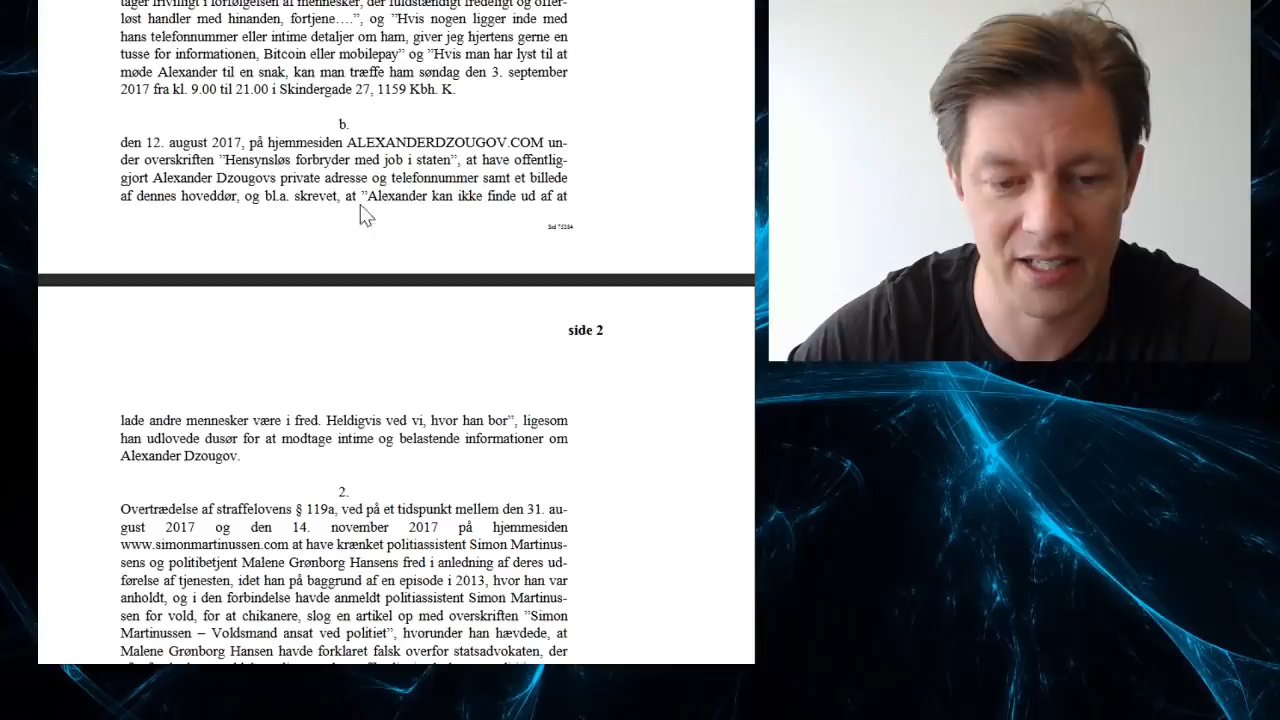 tager frivilligt i forfølgelsen af mennesker, der fuldstændigt fredeligt og offer-
løst handler med hinanden, fortjene….”, og ”Hvis nogen ligger inde med
hans telefonnummer eller intime detaljer om ham, giver jeg hjertens gerne en
tusse for informationen, Bitcoin eller mobilepay” og ”Hvis man har lyst til at
møde Alexander til en snak, kan man træffe ham søndag den 3. september
2017 fra kl. 9.00 til 21.00 i Skindergade 27, 1159 Kbh. K.
b.
den 12. august 2017, på hjemmesiden ALEXANDERDZOUGOV.COM un-
der overskriften ”Hensynsløs forbryder med job i staten”, at have offentlig-
gjort Alexander Dzougovs private adresse og telefonnummer samt et billede
af dennes hoveddør, og bl.a. skrevet, at ”Alexander kan ikke finde ud af at
side 2
lade andre mennesker være i fred. Heldigvis ved vi, hvor han bor”, ligesom
han udlovede dusør for at modtage intime og belastende informationer om
Alexander Dzougov.
2.
Overtrædelse af straffelovens § 119a, ved på et tidspunkt mellem den 31. au-
gust 2017 og den 14. november 2017 på hjemmesiden
www.simonmartinussen.com at have krænket politiassistent Simon Martinus-
sens og politibetjent Malene Grønborg Hansens fred i anledning af deres ud-
førelse af tjenesten, idet han på baggrund af en episode i 2013, hvor han var
anholdt, og i den forbindelse havde anmeldt politiassistent Simon Martinus-
sen for vold, for at chikanere, slog en artikel op med overskriften ”Simon
Martinussen – Voldsmand ansat ved politiet”, hvorunder han hævdede, at
Malene Grønborg Hansen havde forklaret falsk overfor statsadvokaten, der